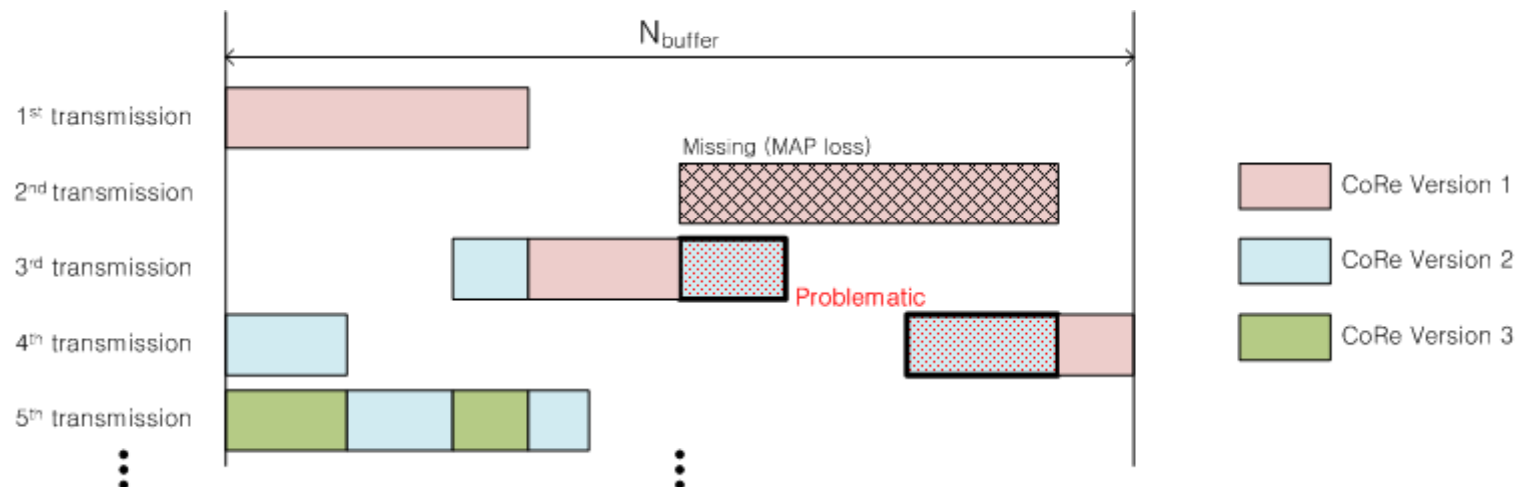 N_buffer
1st transmission
Missing (MAP loss)
2nd transmission
CoRe Version 1
3rd transmission
CoRe Version 2
Problematic
4th transmission
CoRe Version 3
5th transmission